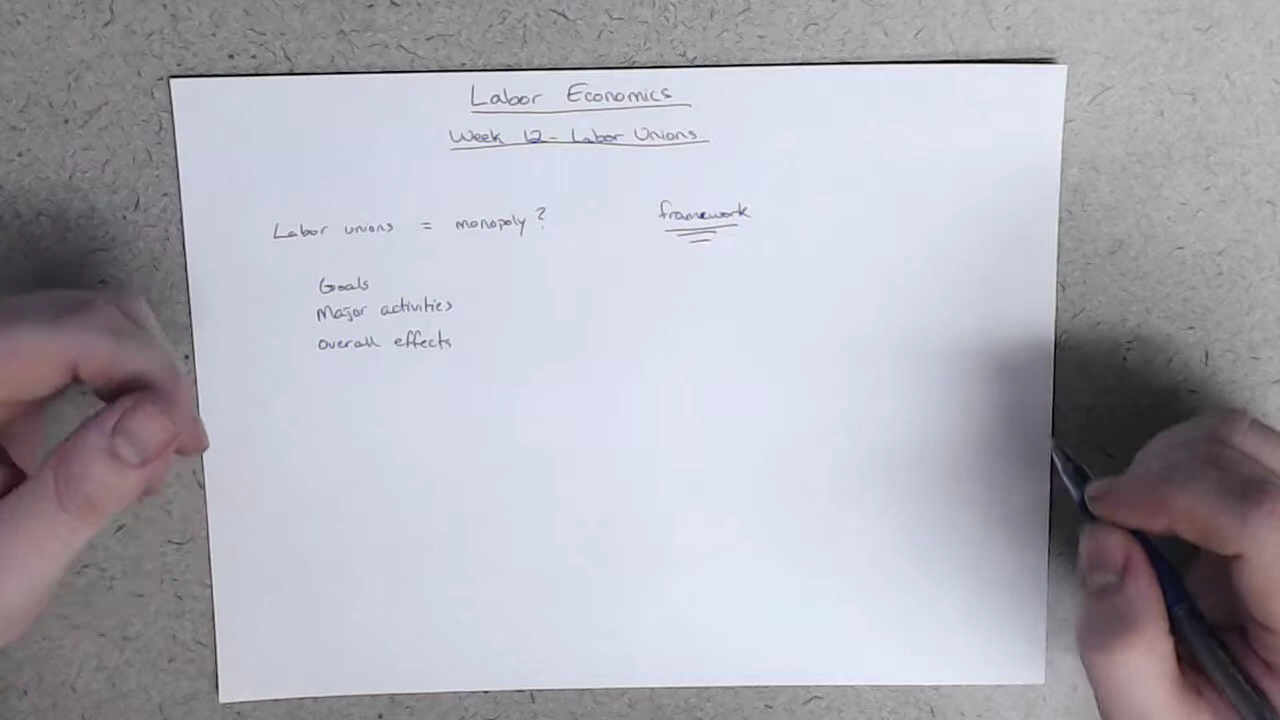 Labor Economics
Week 12 - Labor Unions
Labor unions = monopoly?
framework
Goals
Major activities
Overall effects